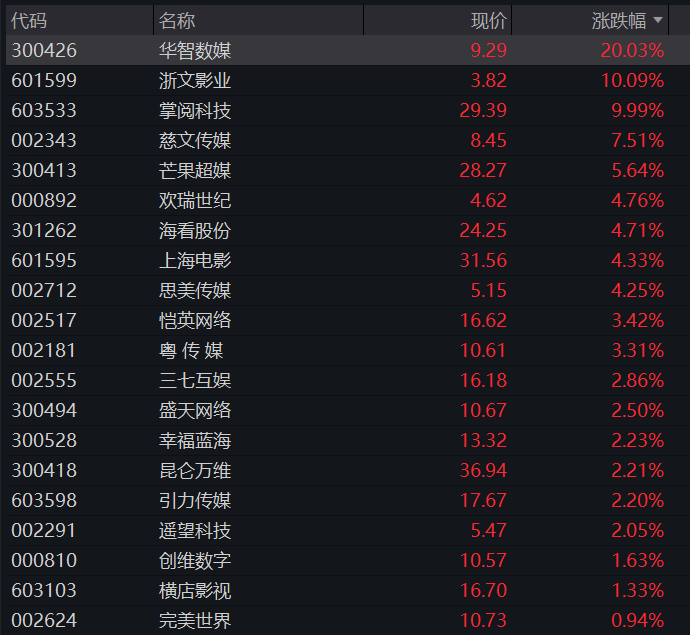 代码 名称 现价 涨跌幅
300426 华智数媒 9.29 20.03%
601599 浙文影业 3.82 10.09%
603533 掌阅科技 29.39 9.99%
002343 慈文传媒 8.45 7.51%
300413 芒果超媒 28.27 5.64%
000892 欢瑞世纪 4.62 4.76%
301262 海看股份 24.25 4.71%
601595 上海电影 31.56 4.33%
002712 思美传媒 5.15 4.25%
002517 恺英网络 16.62 3.42%
002181 粤 传 媒 10.61 3.31%
002555 三七互娱 16.18 2.86%
300494 盛天网络 10.67 2.50%
300528 幸福蓝海 13.32 2.23%
300418 昆仑万维 36.94 2.21%
603598 引力传媒 17.67 2.20%
002291 遥望科技 5.47 2.05%
000810 创维数字 10.57 1.63%
603103 横店影视 16.70 1.33%
002624 完美世界 10.73 0.94%